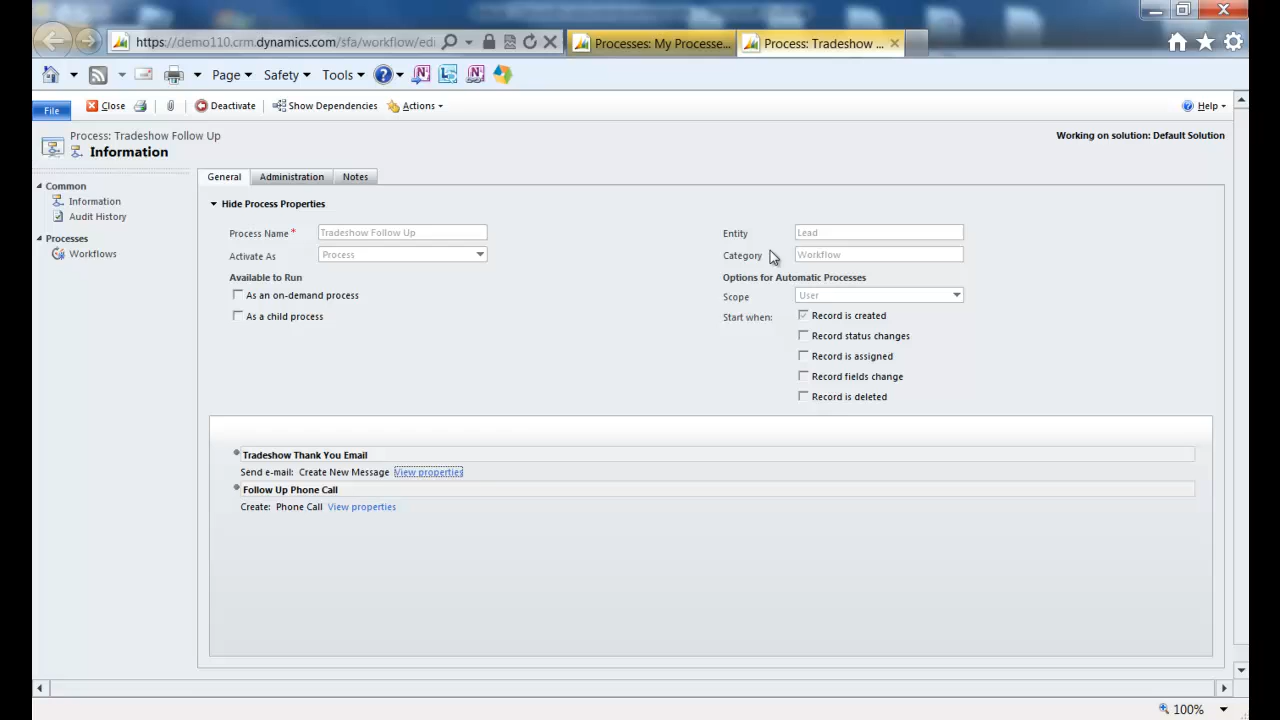 https://demo110.crm.dynamics.com/sfa/workflow/edi
Processes: My Processe...
Process: Tradeshow ...
Page
Safety
Tools
File
Close
Deactivate
Show Dependencies
Actions
Help
Process: Tradeshow Follow Up
Information
Working on solution: Default Solution
Common
Information
Audit History
Processes
Workflows
General
Administration
Notes
Hide Process Properties
Process Name *
Tradeshow Follow Up
Activate As
Process
Available to Run
As an on-demand process
As a child process
Entity
Lead
Category
Workflow
Options for Automatic Processes
Scope
User
Start when:
Record is created
Record status changes
Record is assigned
Record fields change
Record is deleted
Tradeshow Thank You Email
Send e-mail: Create New Message View properties
Follow Up Phone Call
Create: Phone Call View properties
100%